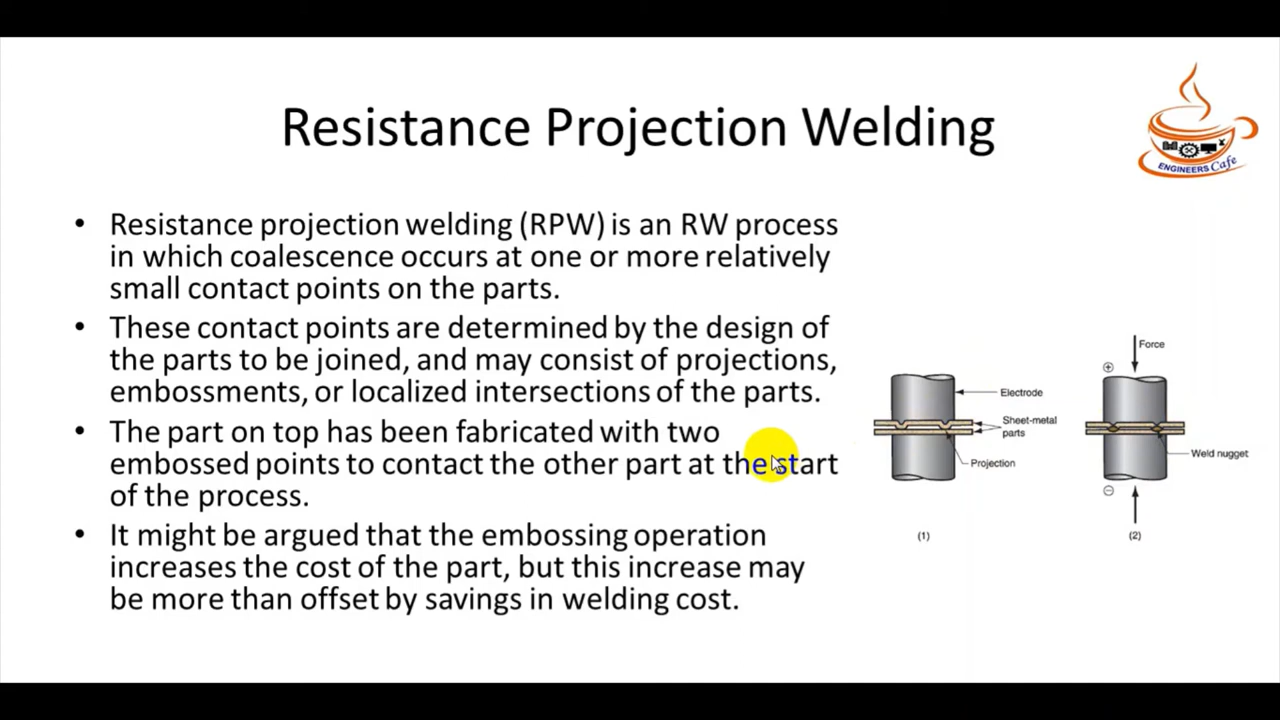 Resistance Projection Welding
ENGINEERS Cafe
• Resistance projection welding (RPW) is an RW process
in which coalescence occurs at one or more relatively
small contact points on the parts.
• These contact points are determined by the design of
the parts to be joined, and may consist of projections,
embossments, or localized intersections of the parts.
• The part on top has been fabricated with two
embossed points to contact the other part at the start
of the process.
• It might be argued that the embossing operation
increases the cost of the part, but this increase may
be more than offset by savings in welding cost.
Electrode
Sheet-metal
parts
Projection
(1)
Force
+
Weld nugget
−
(2)